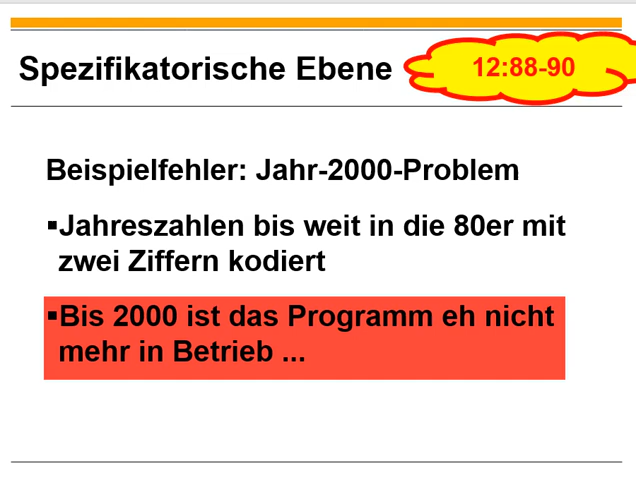 Spezifikatorische Ebene
12:88-90
Beispielfehler: Jahr-2000-Problem
▪Jahreszahlen bis weit in die 80er mit
zwei Ziffern kodiert
▪Bis 2000 ist das Programm eh nicht
mehr in Betrieb ...